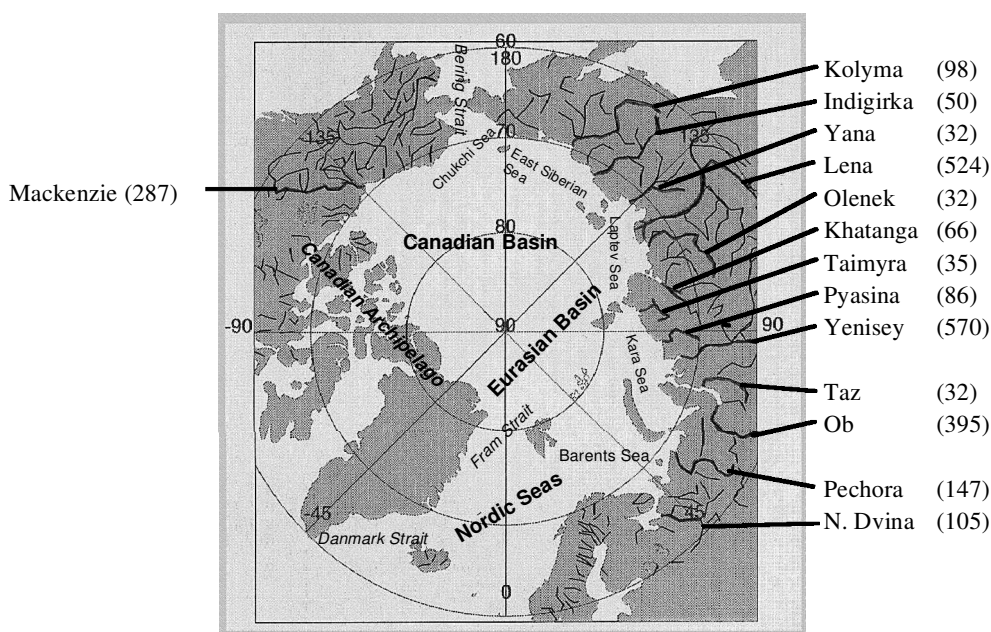 60
180
Bering Strait
-135
135
70
Chukchi Sea
East Siberian
Sea
Laptev Sea
80
Canadian Basin
Canadian Archipelago
Eurasian Basin
-90
90
90
Kara Sea
Fram Strait
Barents Sea
Nordic Seas
-45
45
Danmark Strait
0
Mackenzie (287)
Kolyma (98)
Indigirka (50)
Yana (32)
Lena (524)
Olenek (32)
Khatanga (66)
Taimyra (35)
Pyasina (86)
Yenisey (570)
Taz (32)
Ob (395)
Pechora (147)
N. Dvina (105)